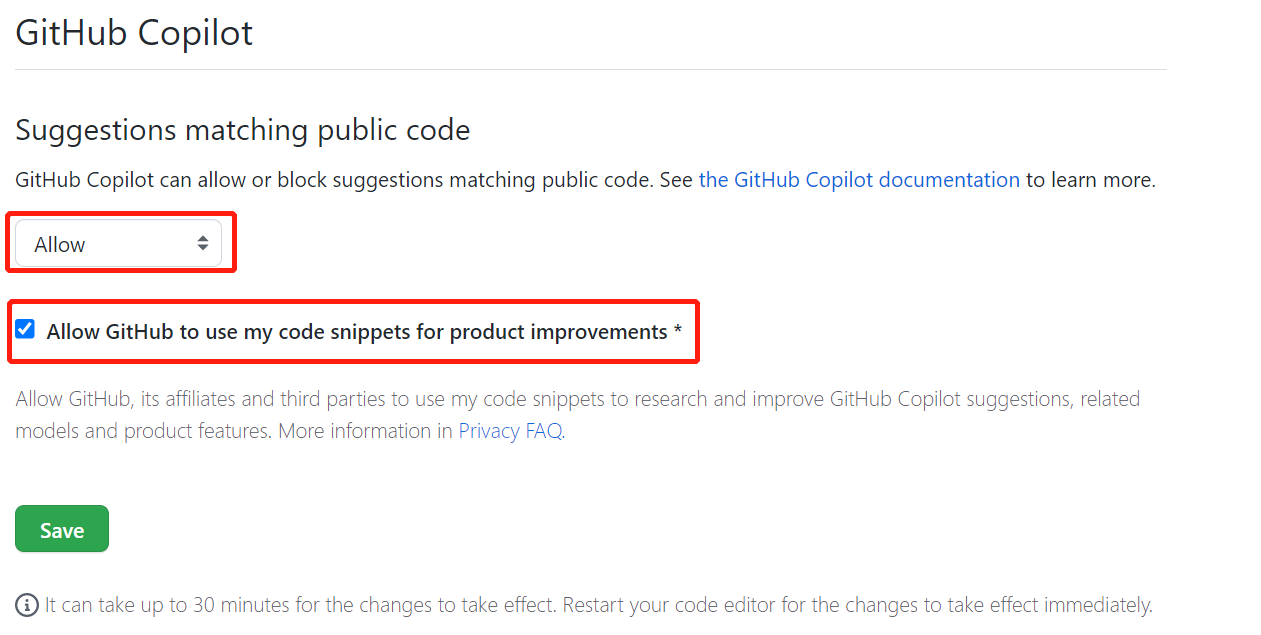 GitHub Copilot
Suggestions matching public code
GitHub Copilot can allow or block suggestions matching public code. See the GitHub Copilot documentation to learn more.
Allow
Allow GitHub to use my code snippets for product improvements *
Allow GitHub, its affiliates and third parties to use my code snippets to research and improve GitHub Copilot suggestions, related
models and product features. More information in Privacy FAQ.
Save
It can take up to 30 minutes for the changes to take effect. Restart your code editor for the changes to take effect immediately.